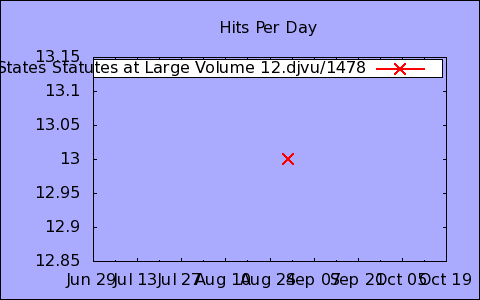 Hits Per Day
States Statutes at Large Volume 12.djvu/1478
13.15
13.1
13.05
13
12.95
12.9
12.85
Jun 29 Jul 13 Jul 27 Aug 10 Aug 24 Sep 07 Sep 21 Oct 05 Oct 19